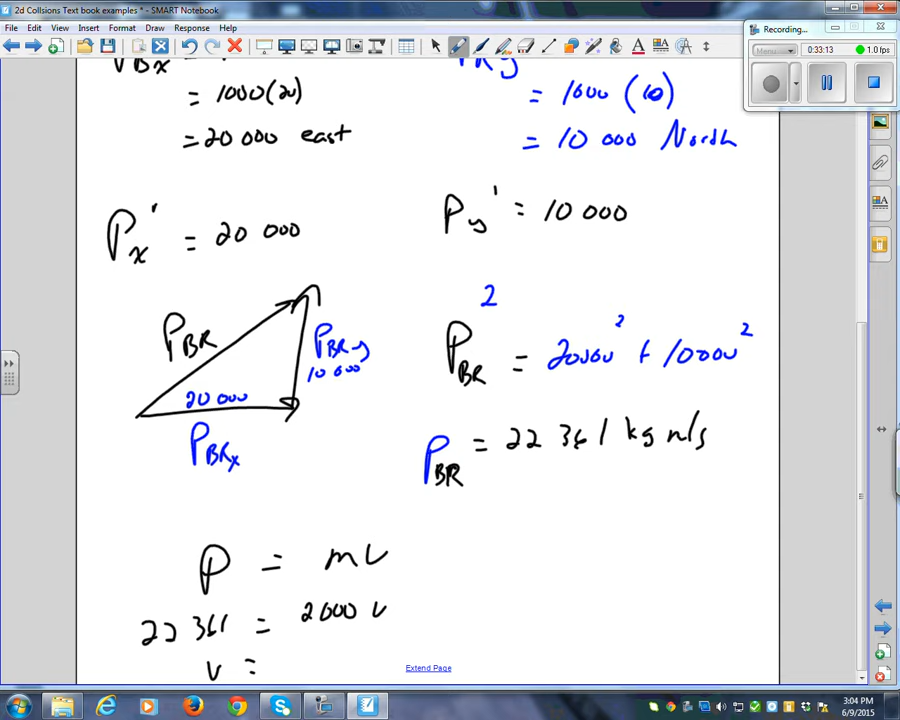 2d Collsions Text book examples * - SMART Notebook
File Edit View Insert Format Draw Response Help
Recording...
Menu
33:13
1.0 fps
= 1000(20)
= 20 000 east
= 1000 (10)
= 10 000 North
Px' = 20 000
Py' = 10 000
PBR
PBRy
10 000
20 000
PBRx
PBR² = 20000² + 10000²
PBR = 22 361 kg m/s
P = mv
22 361 = 2000 v
v =
Extend Page
3:04 PM
6/9/2015